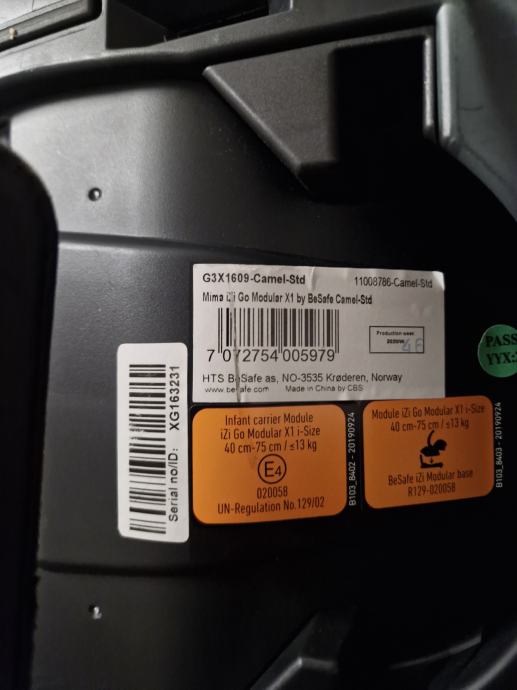 G3X1609-Camel-Std 11008786-Camel-Std
Mima iZi Go Modular X1 by BeSafe Camel-Std
7 072754 005979
Production week
2020/W 46
HTS BeSafe as, NO-3535 Krøderen, Norway
www.besafe.com Made in China by CBS
Serial no/ID: XG163231
Infant carrier Module
iZi Go Modular X1 i-Size
40 cm-75 cm / ≤13 kg
E4
020058
UN-Regulation No.129/02
B103_8402 - 20190924
Module iZi Go Modular X1 i-Size
40 cm-75 cm / ≤13 kg
BeSafe iZi Modular base
R129-020058
B103_8403 - 20190924
PASS
YYX-